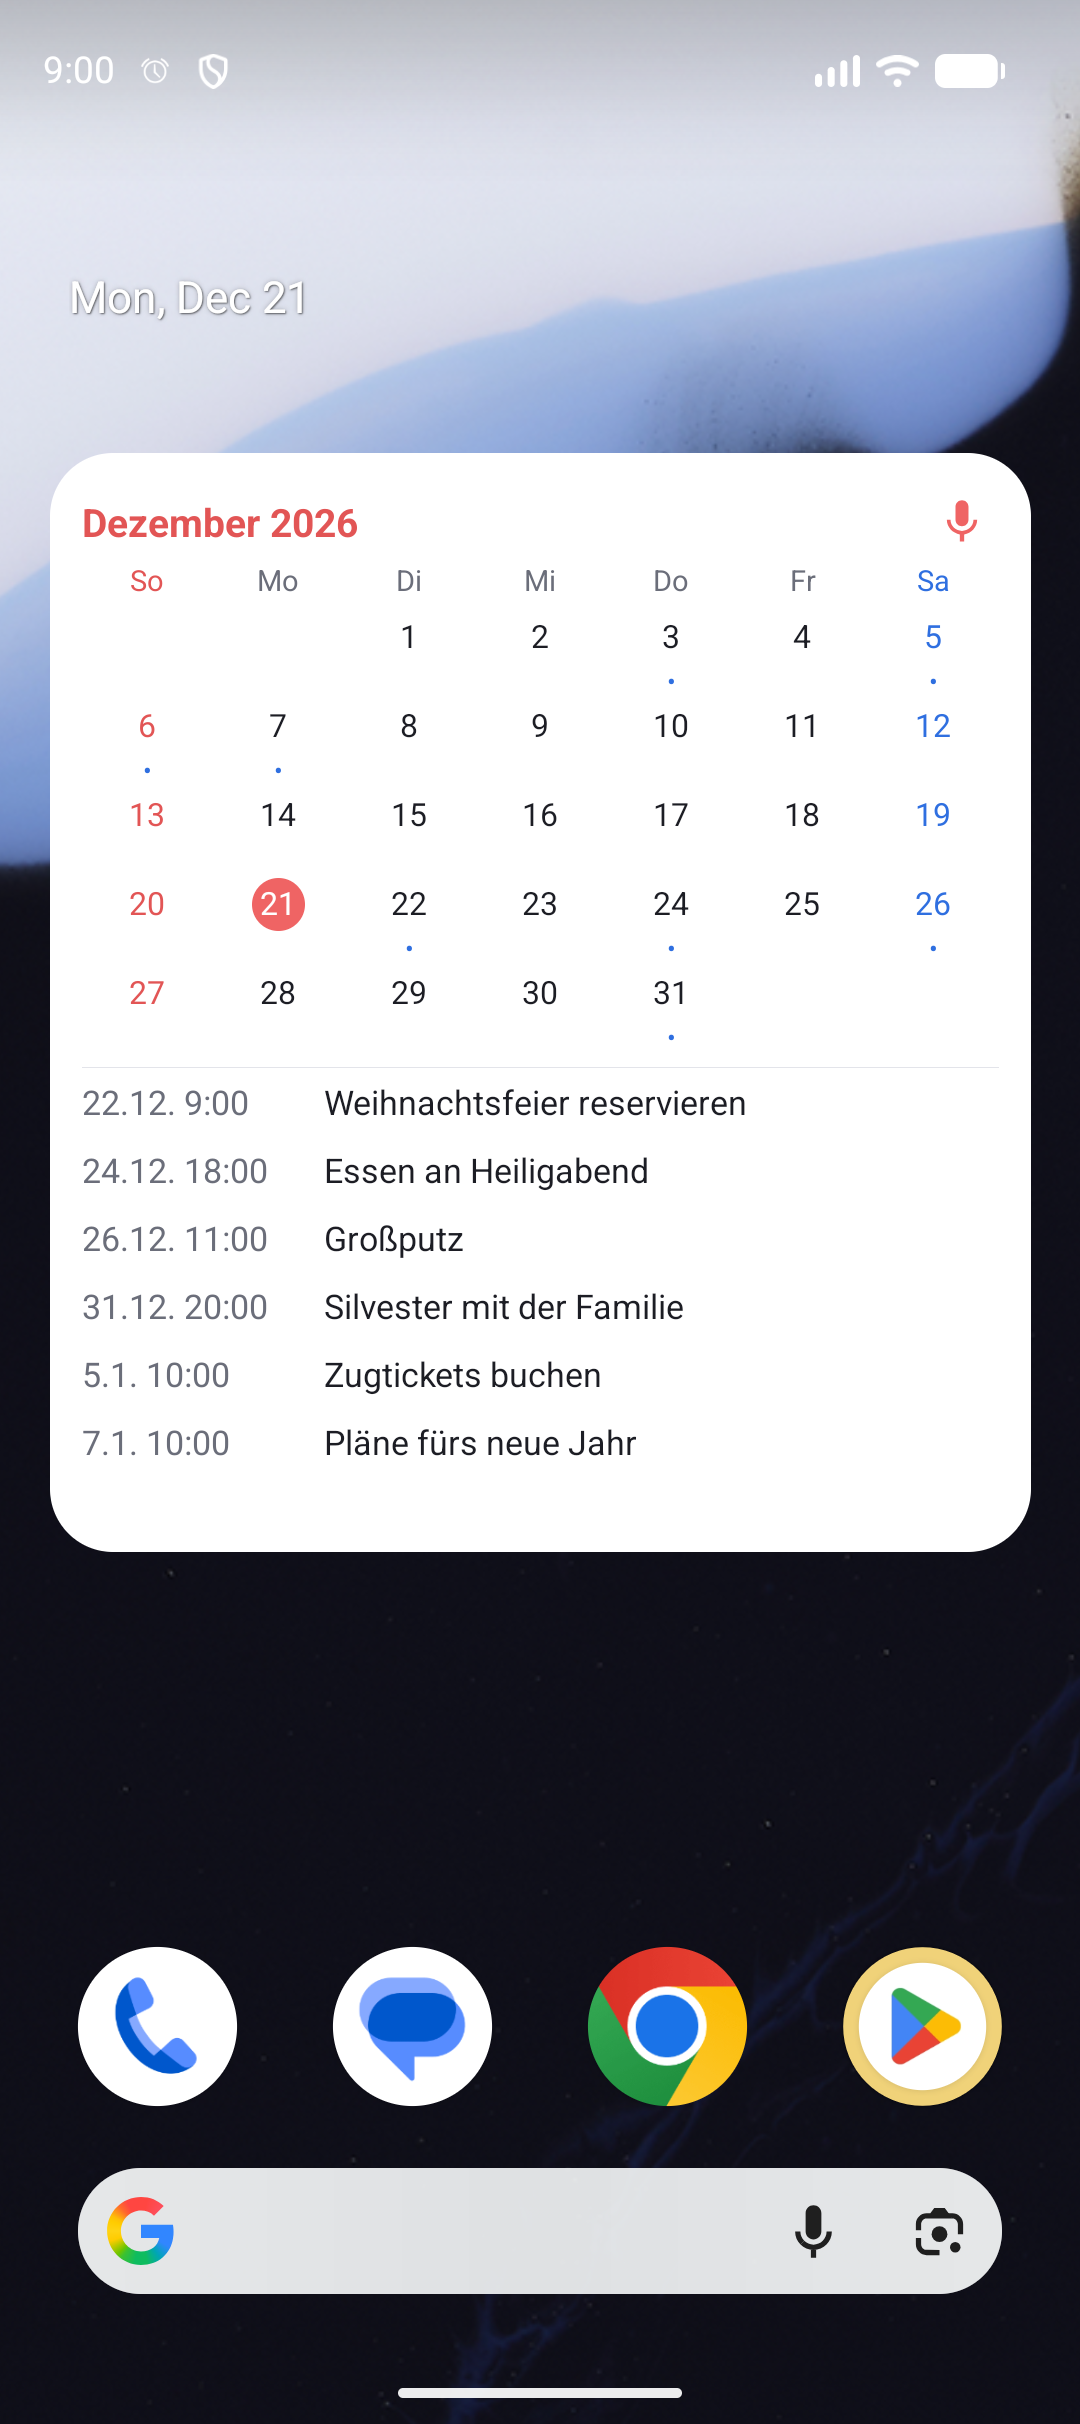 9:00
Mon, Dec 21
Dezember 2026
So Mo Di Mi Do Fr Sa
1 2 3 4 5
6 7 8 9 10 11 12
13 14 15 16 17 18 19
20 21 22 23 24 25 26
27 28 29 30 31
22.12. 9:00 Weihnachtsfeier reservieren
24.12. 18:00 Essen an Heiligabend
26.12. 11:00 Großputz
31.12. 20:00 Silvester mit der Familie
5.1. 10:00 Zugtickets buchen
7.1. 10:00 Pläne fürs neue Jahr